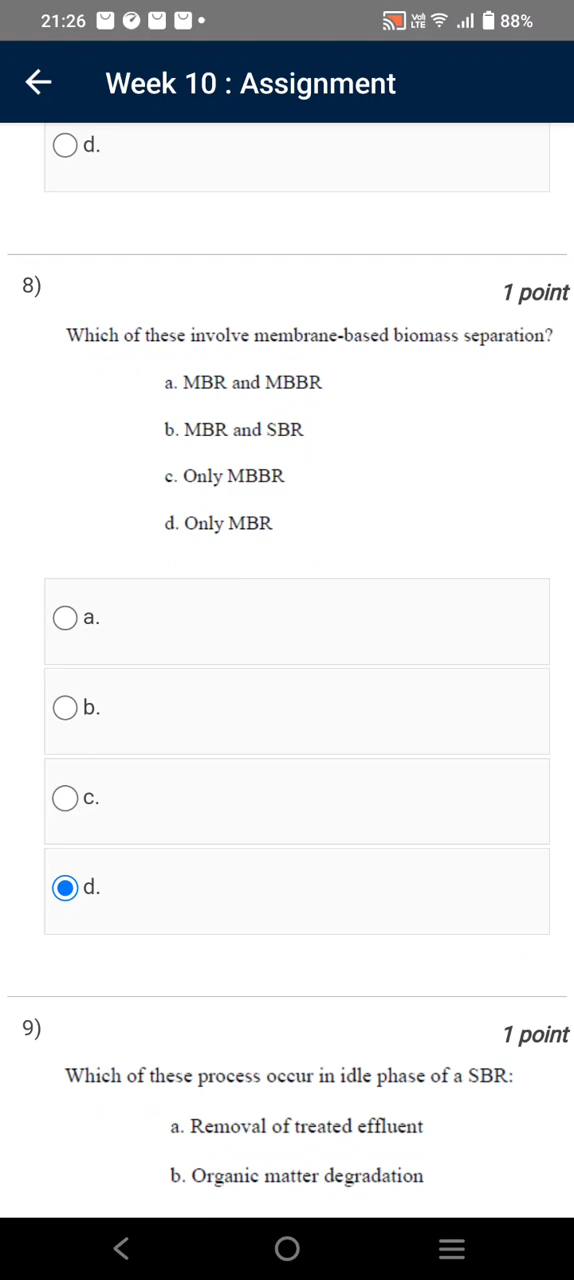 21:26 Vo) LTE 88%
Week 10 : Assignment
d.
8)
1 point
Which of these involve membrane-based biomass separation?
a. MBR and MBBR
b. MBR and SBR
c. Only MBBR
d. Only MBR
a.
b.
c.
d.
9)
1 point
Which of these process occur in idle phase of a SBR:
a. Removal of treated effluent
b. Organic matter degradation